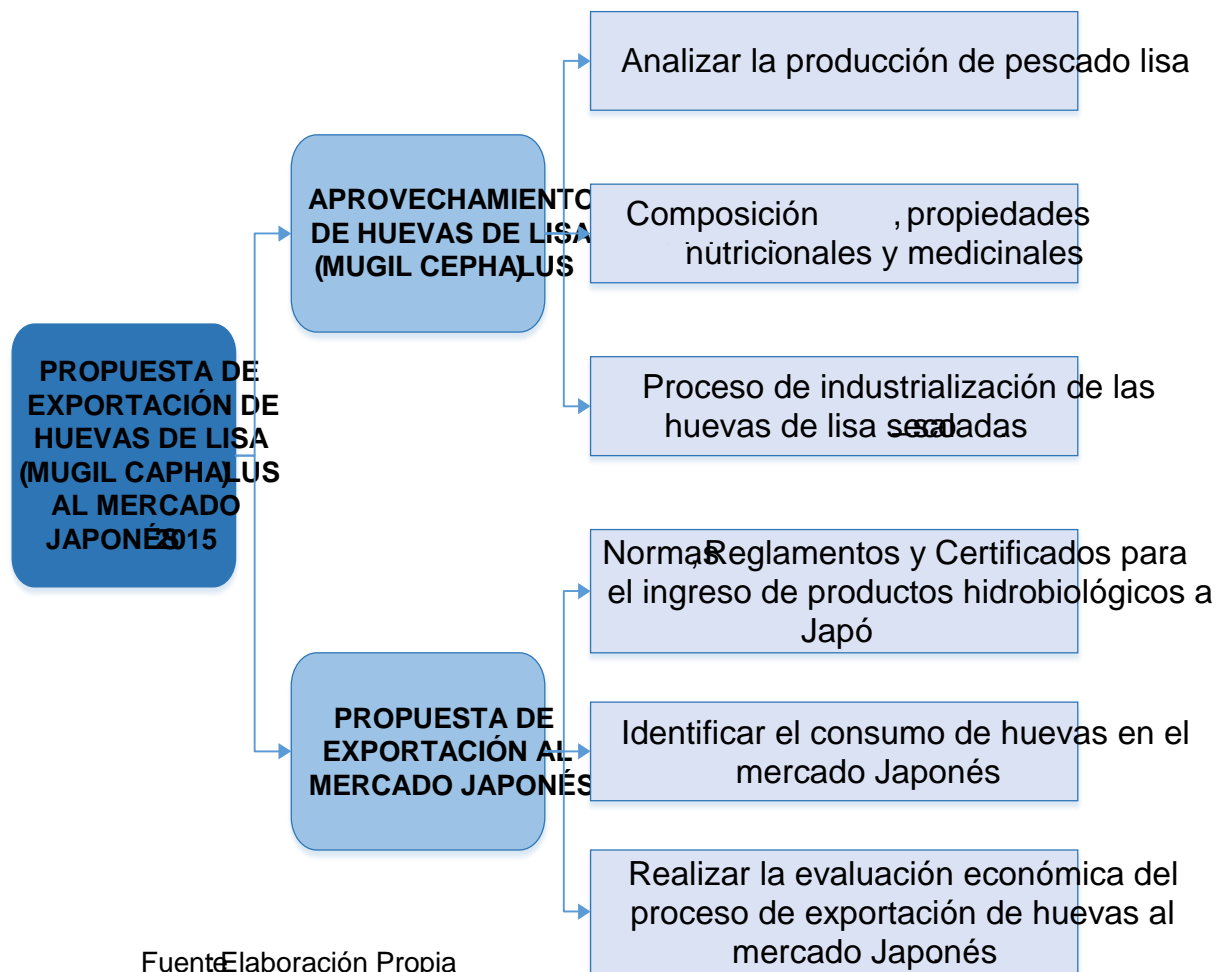 PROPUESTA DE
EXPORTACIÓN DE
HUEVAS DE LISA
(MUGIL CAPHALUS)
AL MERCADO
JAPONÉS 2015
APROVECHAMIENTO
DE HUEVAS DE LISA
(MUGIL CEPHALUS)
Analizar la producción de pescado lisa
Composición, propiedades
nutricionales y medicinales
Proceso de industrialización de las
huevas de lisa seco – saladas
PROPUESTA DE
EXPORTACIÓN AL
MERCADO JAPONÉS
Normas, Reglamentos y Certificados para
el ingreso de productos hidrobiológicos a
Japó
Identificar el consumo de huevas en el
mercado Japonés
Realizar la evaluación económica del
proceso de exportación de huevas al
mercado Japonés
Fuente Elaboración Propia